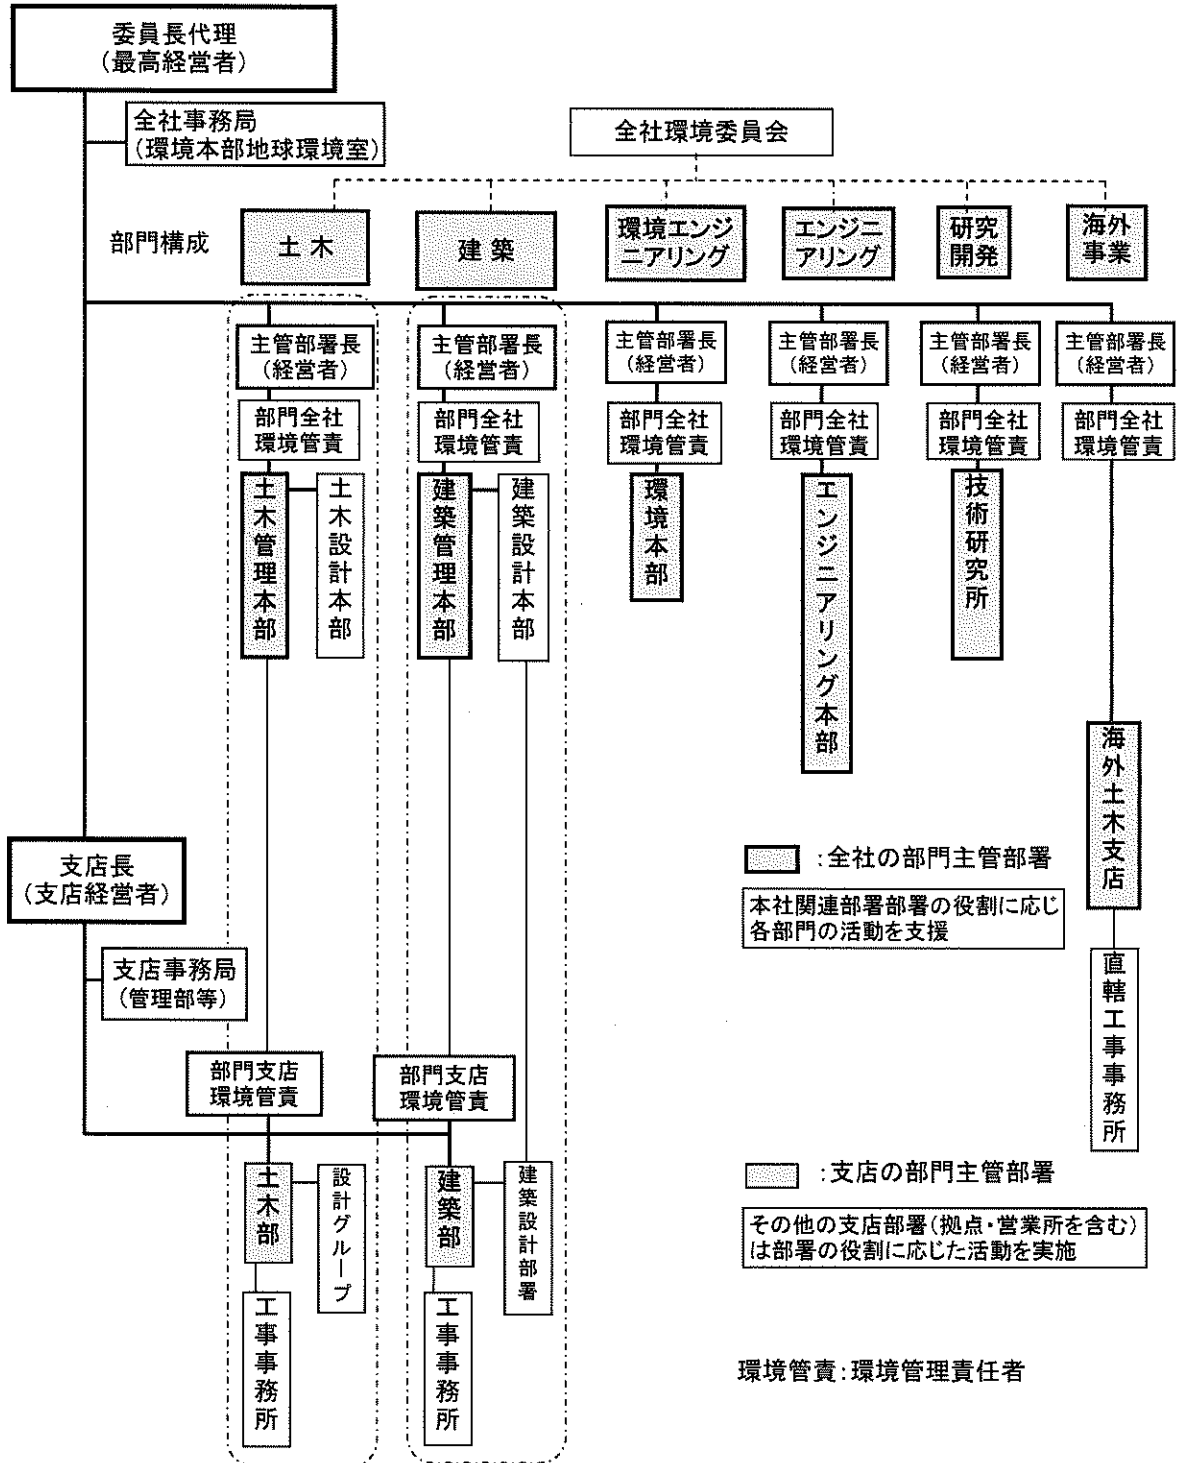 委員長代理
(最高経営者)
全社事務局
(環境本部地球環境室)
全社環境委員会
部門構成
土木
建築
環境エンジ
ニアリング
エンジニ
アリング
研究
開発
海外
事業
主管部署長
(経営者)
主管部署長
(経営者)
主管部署長
(経営者)
主管部署長
(経営者)
主管部署長
(経営者)
主管部署長
(経営者)
部門全社
環境管責
部門全社
環境管責
部門全社
環境管責
部門全社
環境管責
部門全社
環境管責
部門全社
環境管責
土木管理本部
土木設計本部
建築管理本部
建築設計本部
環境本部
エンジニアリング本部
技術研究所
海外土木支店
支店長
(支店経営者)
:全社の部門主管部署
本社関連部署部署の役割に応じ
各部門の活動を支援
支店事務局
(管理部等)
直轄工事事務所
部門支店
環境管責
部門支店
環境管責
土木部
設計グループ
建築部
建築設計部署
:支店の部門主管部署
その他の支店部署(拠点・営業所を含む)
は部署の役割に応じた活動を実施
工事事務所
工事事務所
環境管責:環境管理責任者